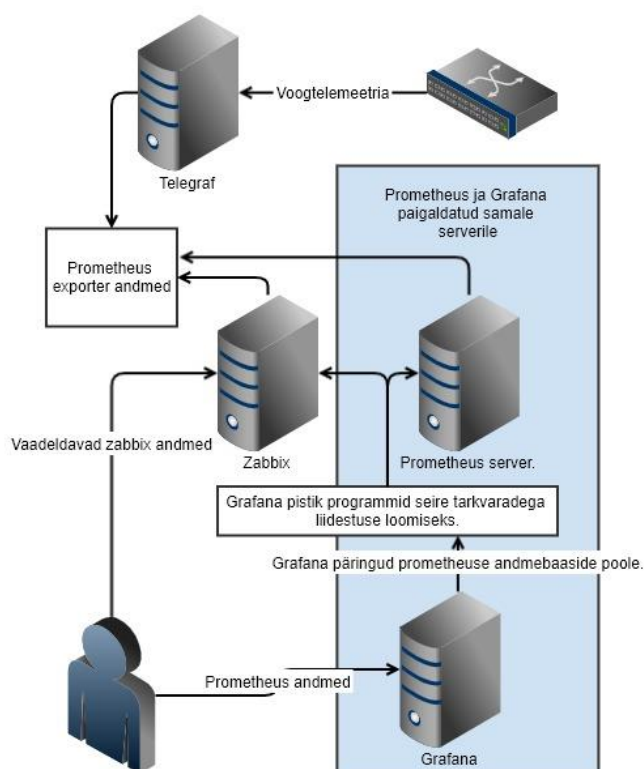 Voogtelemeetria
Telegraf
Prometheus ja Grafana
paigaldatud samale
serverile
Prometheus
exporter andmed
Vaadeldavad zabbix andmed
Zabbix
Prometheus server.
Grafana pistik programmid seire tarkvaradega
liidestuse loomiseks.
Grafana päringud prometheuse andmebaaside poole.
Prometheus andmed
Grafana